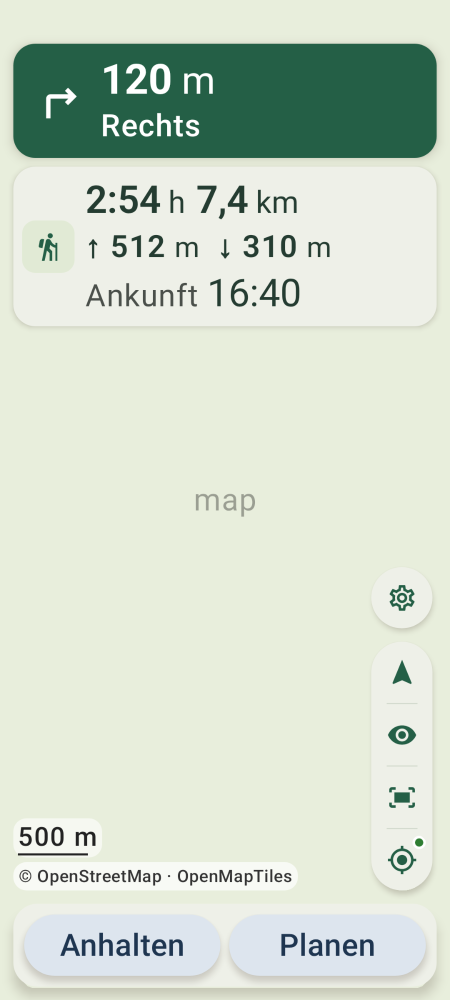 120 m
Rechts
2:54 h 7,4 km
↑ 512 m ↓ 310 m
Ankunft 16:40
map
500 m
© OpenStreetMap · OpenMapTiles
Anhalten Planen